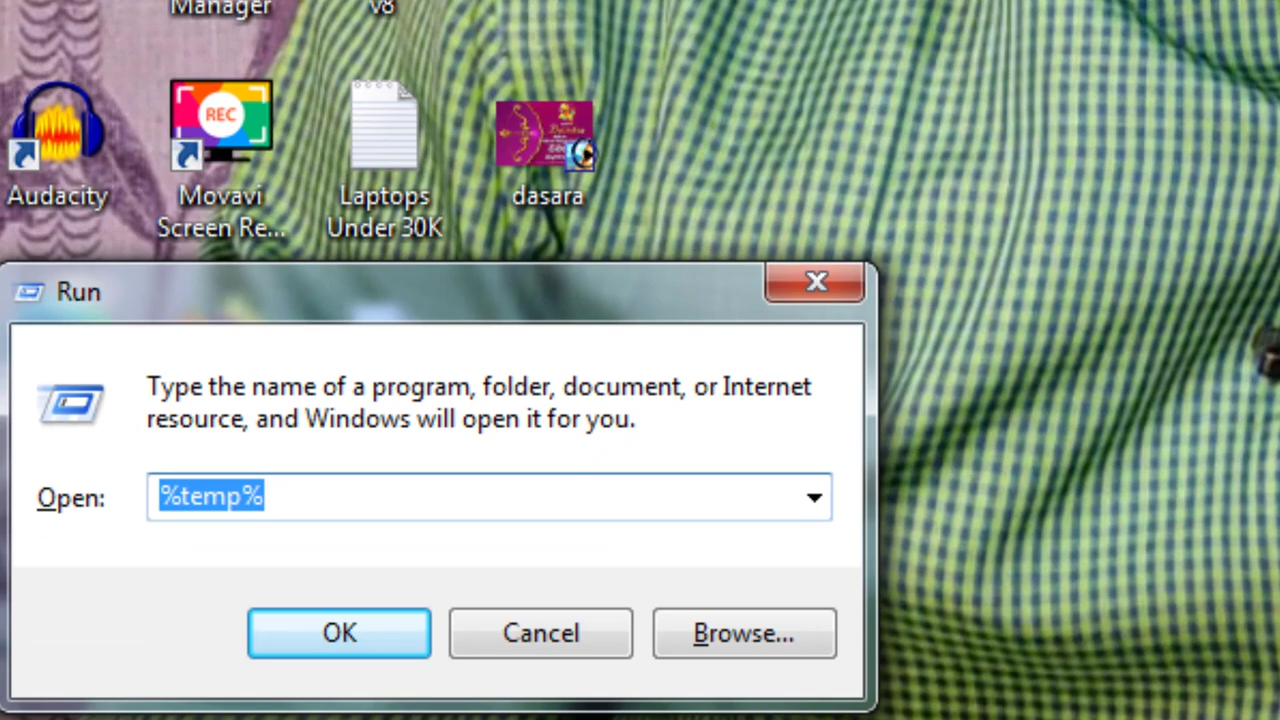 Manager
v8
REC
Audacity
Movavi
Screen Re...
Laptops
Under 30K
dasara
Run
Type the name of a program, folder, document, or Internet
resource, and Windows will open it for you.
Open:
%temp%
OK
Cancel
Browse...